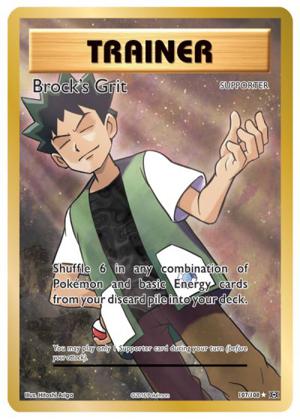 TRAINER
Brock's Grit
SUPPORTER
Shuffle 6 in any combination of
Pokémon and basic Energy cards
from your discard pile into your deck.
You may play only 1 Supporter card during your turn (before
your attack).
Illus. Hitoshi Ariga
©2016 Pokémon
107/108